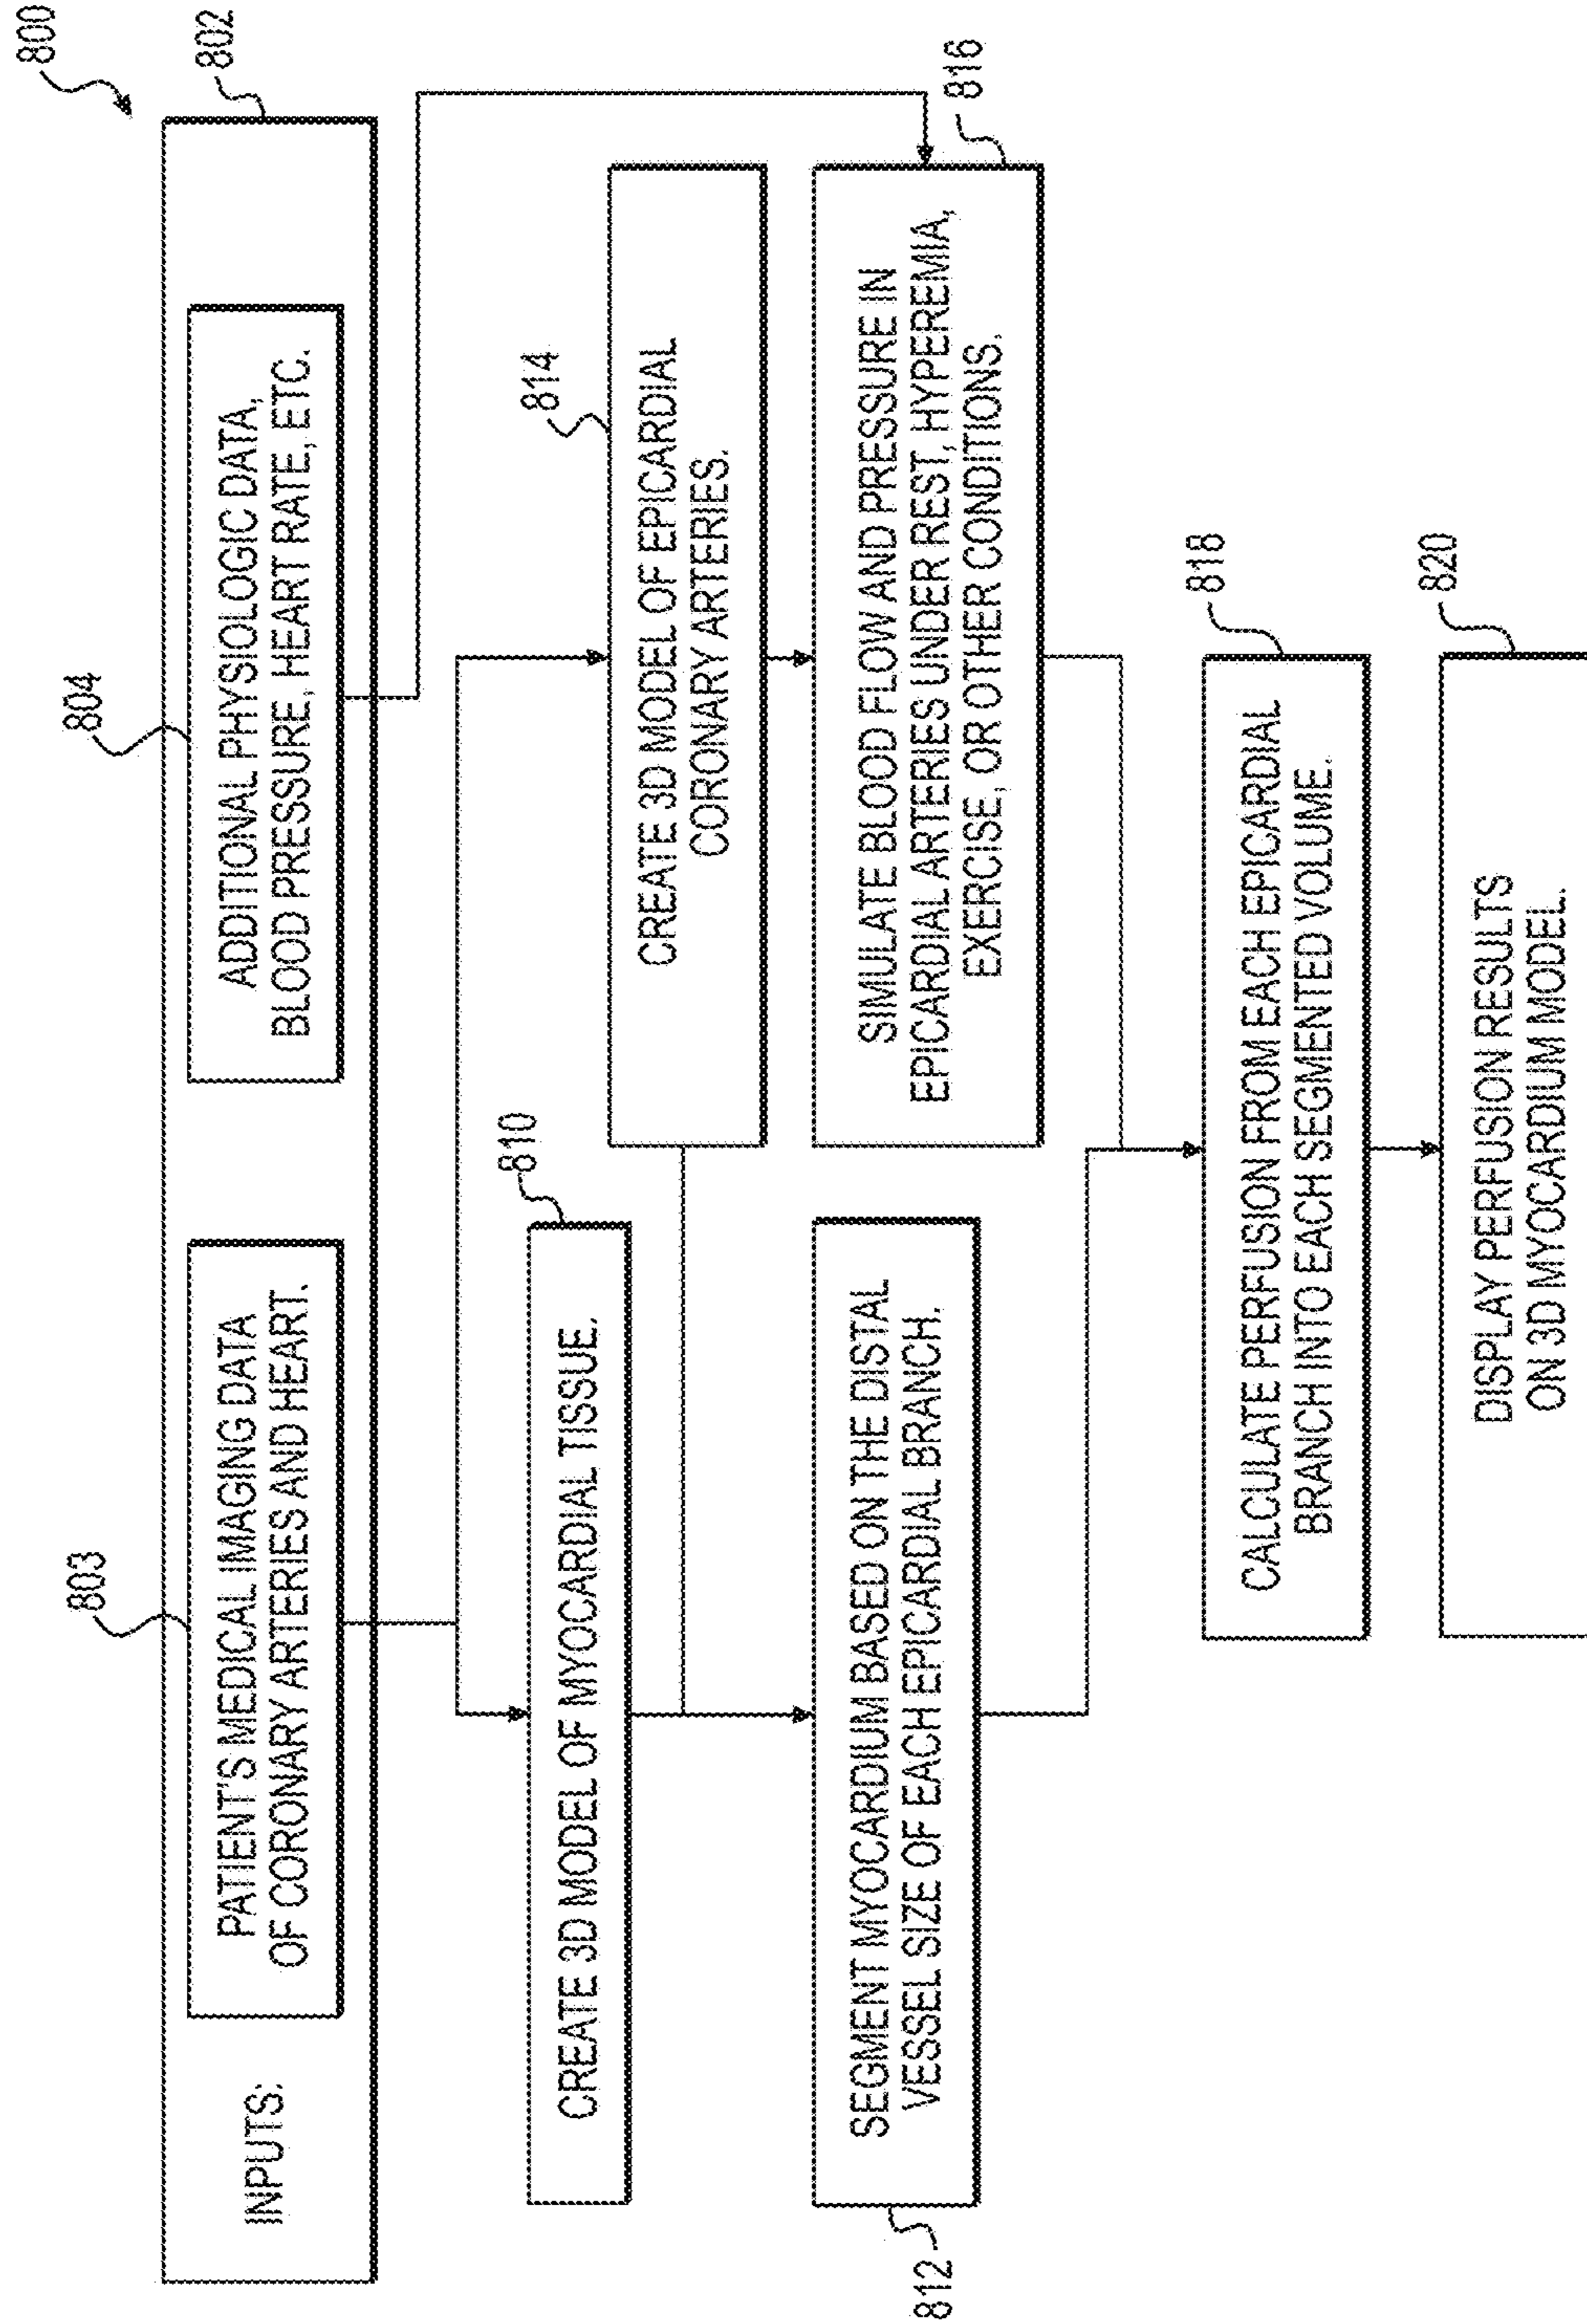 800
802
INPUTS:
803
PATIENT'S MEDICAL IMAGING DATA
OF CORONARY ARTERIES AND HEART.
804
ADDITIONAL PHYSIOLOGIC DATA,
BLOOD PRESSURE, HEART RATE, ETC.
810
CREATE 3D MODEL OF MYOCARDIAL TISSUE.
814
CREATE 3D MODEL OF EPICARDIAL
CORONARY ARTERIES.
812
SEGMENT MYOCARDIUM BASED ON THE DISTAL
VESSEL SIZE OF EACH EPICARDIAL BRANCH.
816
SIMULATE BLOOD FLOW AND PRESSURE IN
EPICARDIAL ARTERIES UNDER REST, HYPEREMIA,
EXERCISE, OR OTHER CONDITIONS.
818
CALCULATE PERFUSION FROM EACH EPICARDIAL
BRANCH INTO EACH SEGMENTED VOLUME.
820
DISPLAY PERFUSION RESULTS
ON 3D MYOCARDIUM MODEL.